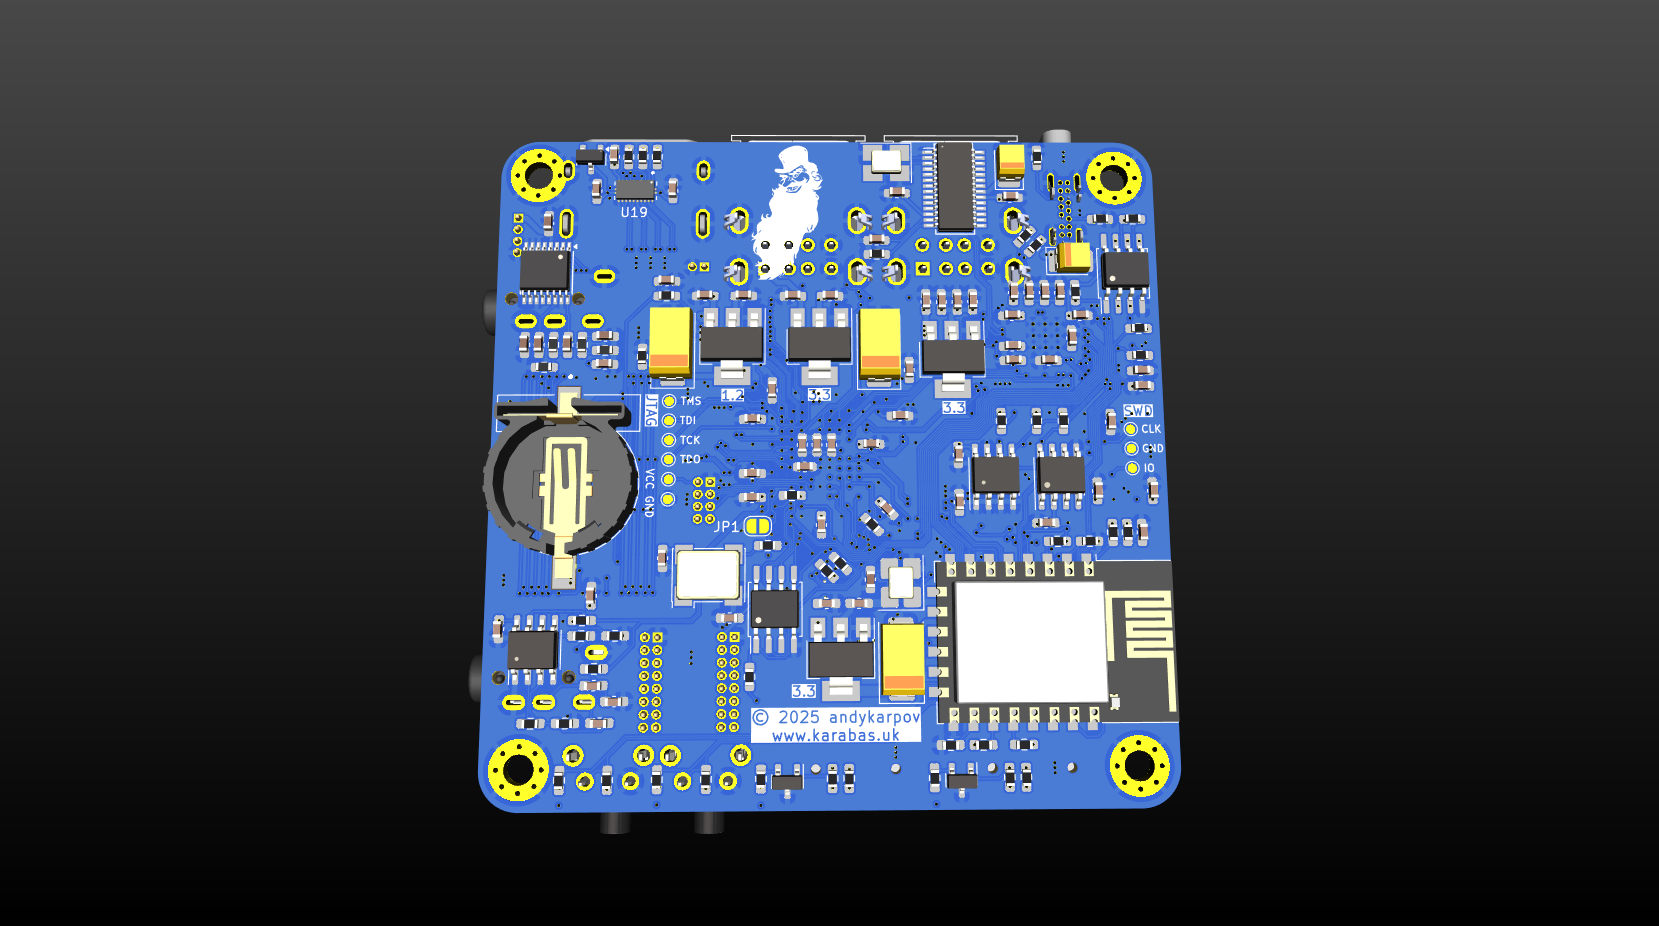 U19
1.2
3.3
3.3
JTAG
TMS
TDI
TCK
TDO
VCC GND
SWD
CLK
GND
IO
JP1
3.3
© 2025 andykarpov
www.karabas.uk